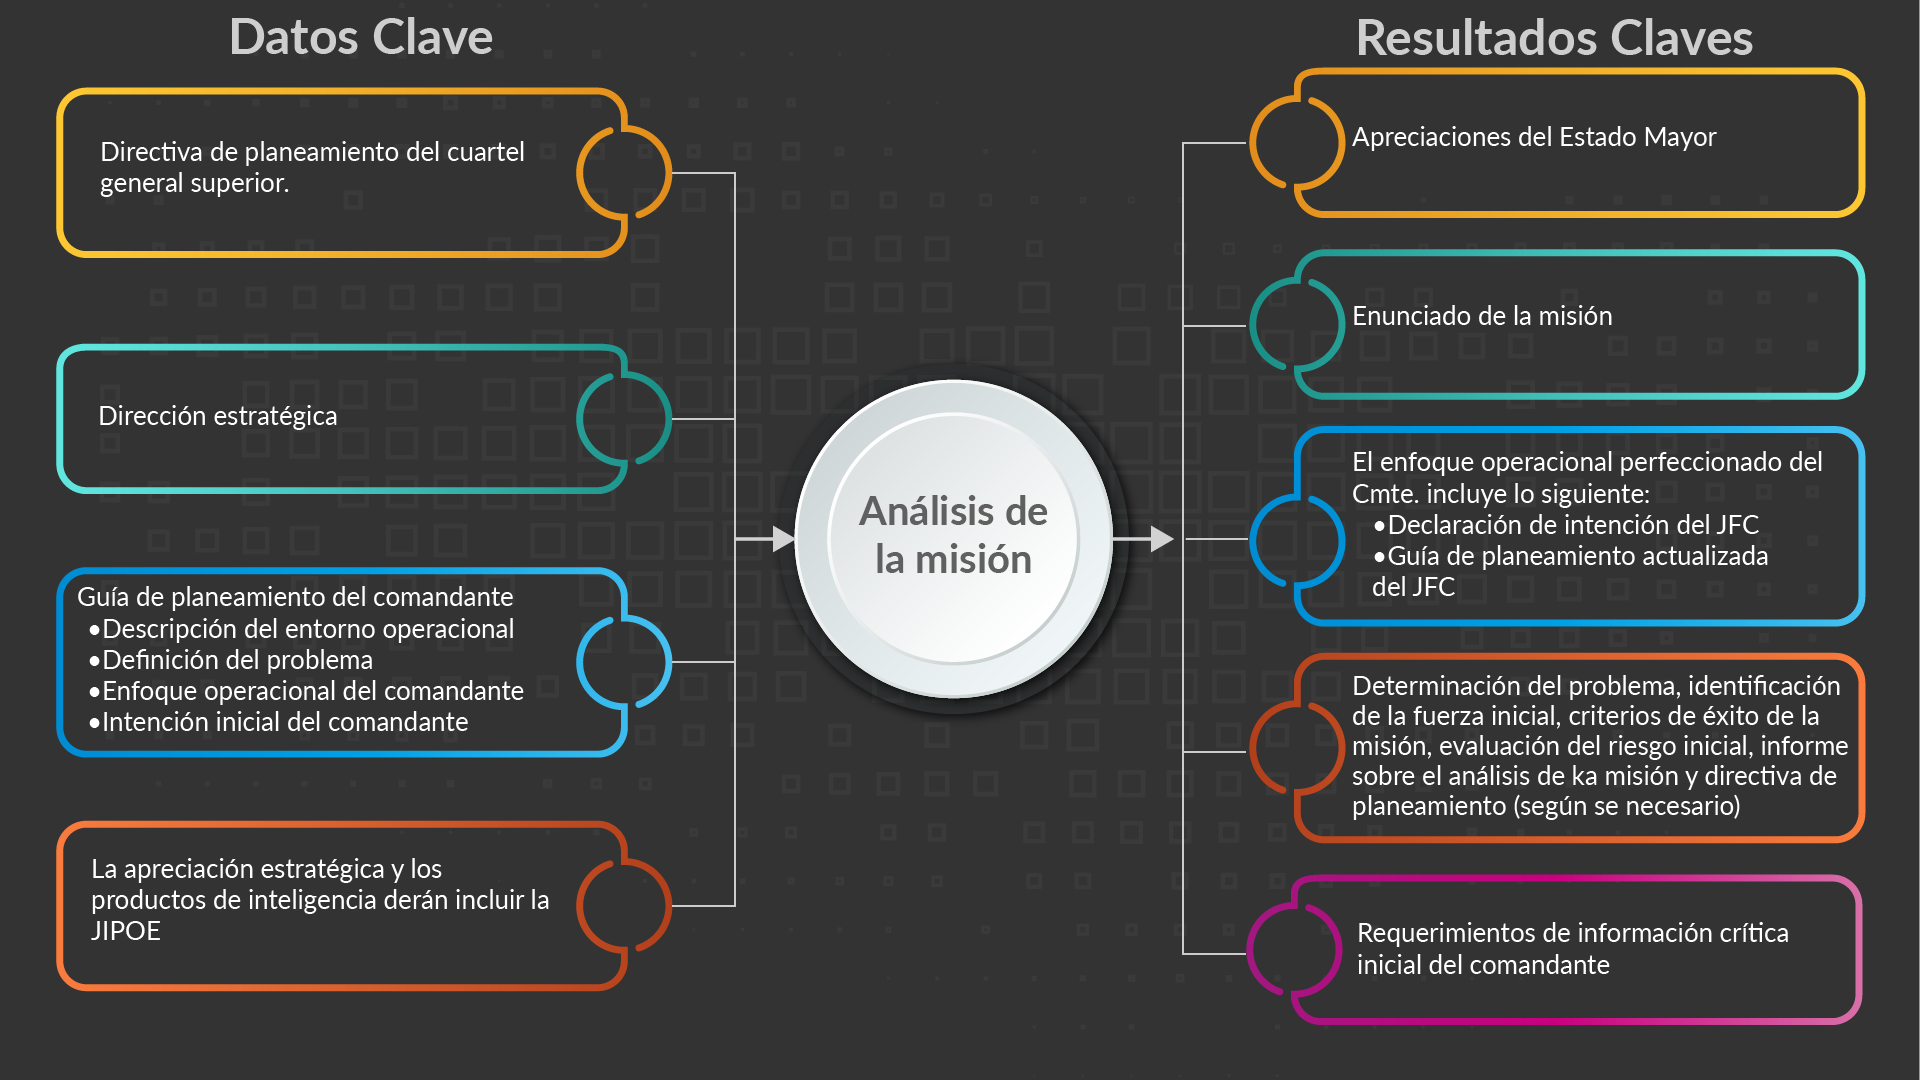 Datos Clave
Directiva de planeamiento del cuartel
general superior.
Dirección estratégica
Guía de planeamiento del comandante
•Descripción del entorno operacional
•Definición del problema
•Enfoque operacional del comandante
•Intención inicial del comandante
La apreciación estratégica y los
productos de inteligencia derán incluir la
JIPOE
Análisis de
la misión
Resultados Claves
Apreciaciones del Estado Mayor
Enunciado de la misión
El enfoque operacional perfeccionado del
Cmte. incluye lo siguiente:
•Declaración de intención del JFC
•Guía de planeamiento actualizada
del JFC
Determinación del problema, identificación
de la fuerza inicial, criterios de éxito de la
misión, evaluación del riesgo inicial, informe
sobre el análisis de ka misión y directiva de
planeamiento (según se necesario)
Requerimientos de información crítica
inicial del comandante